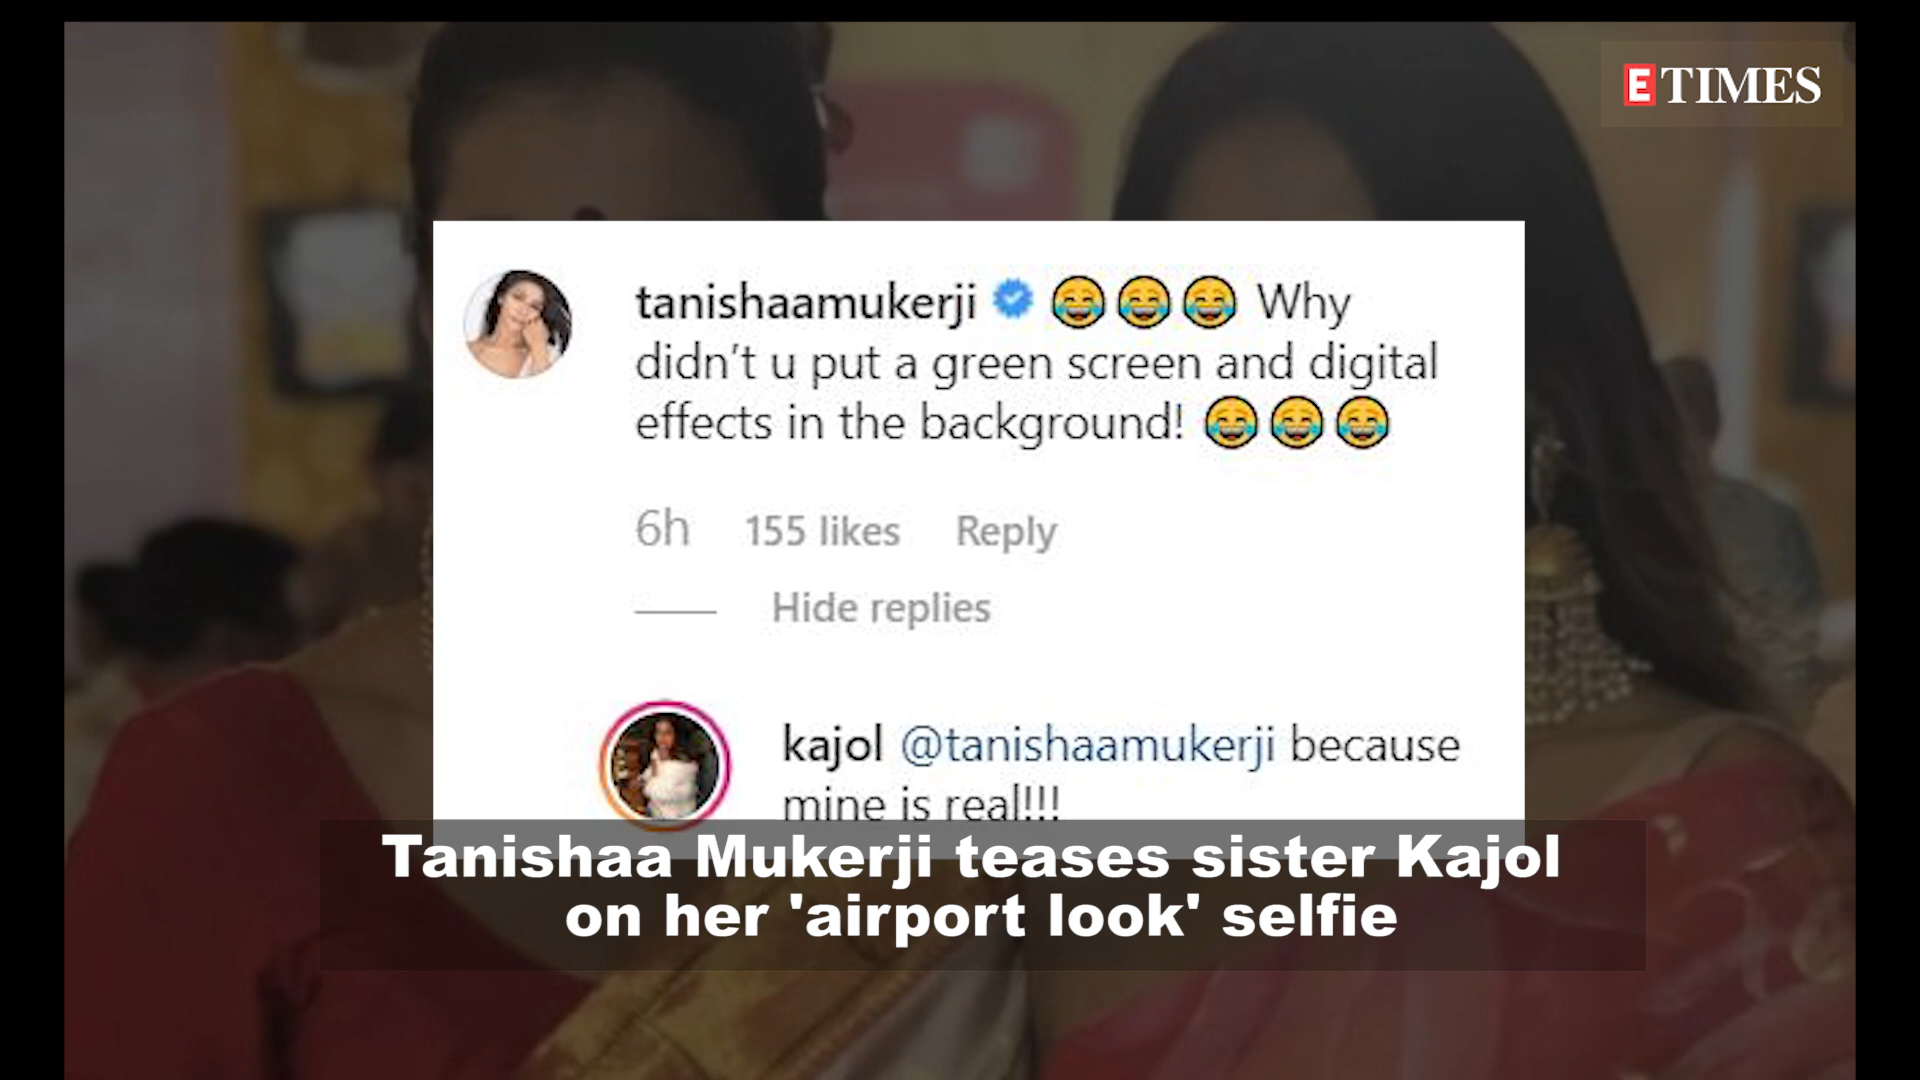 ETIMES
tanishaamukerji 😂😂😂 Why
didn't u put a green screen and digital
effects in the background! 😂😂😂
6h 155 likes Reply
Hide replies
kajol @tanishaamukerji because
mine is real!!!
Tanishaa Mukerji teases sister Kajol
on her 'airport look' selfie